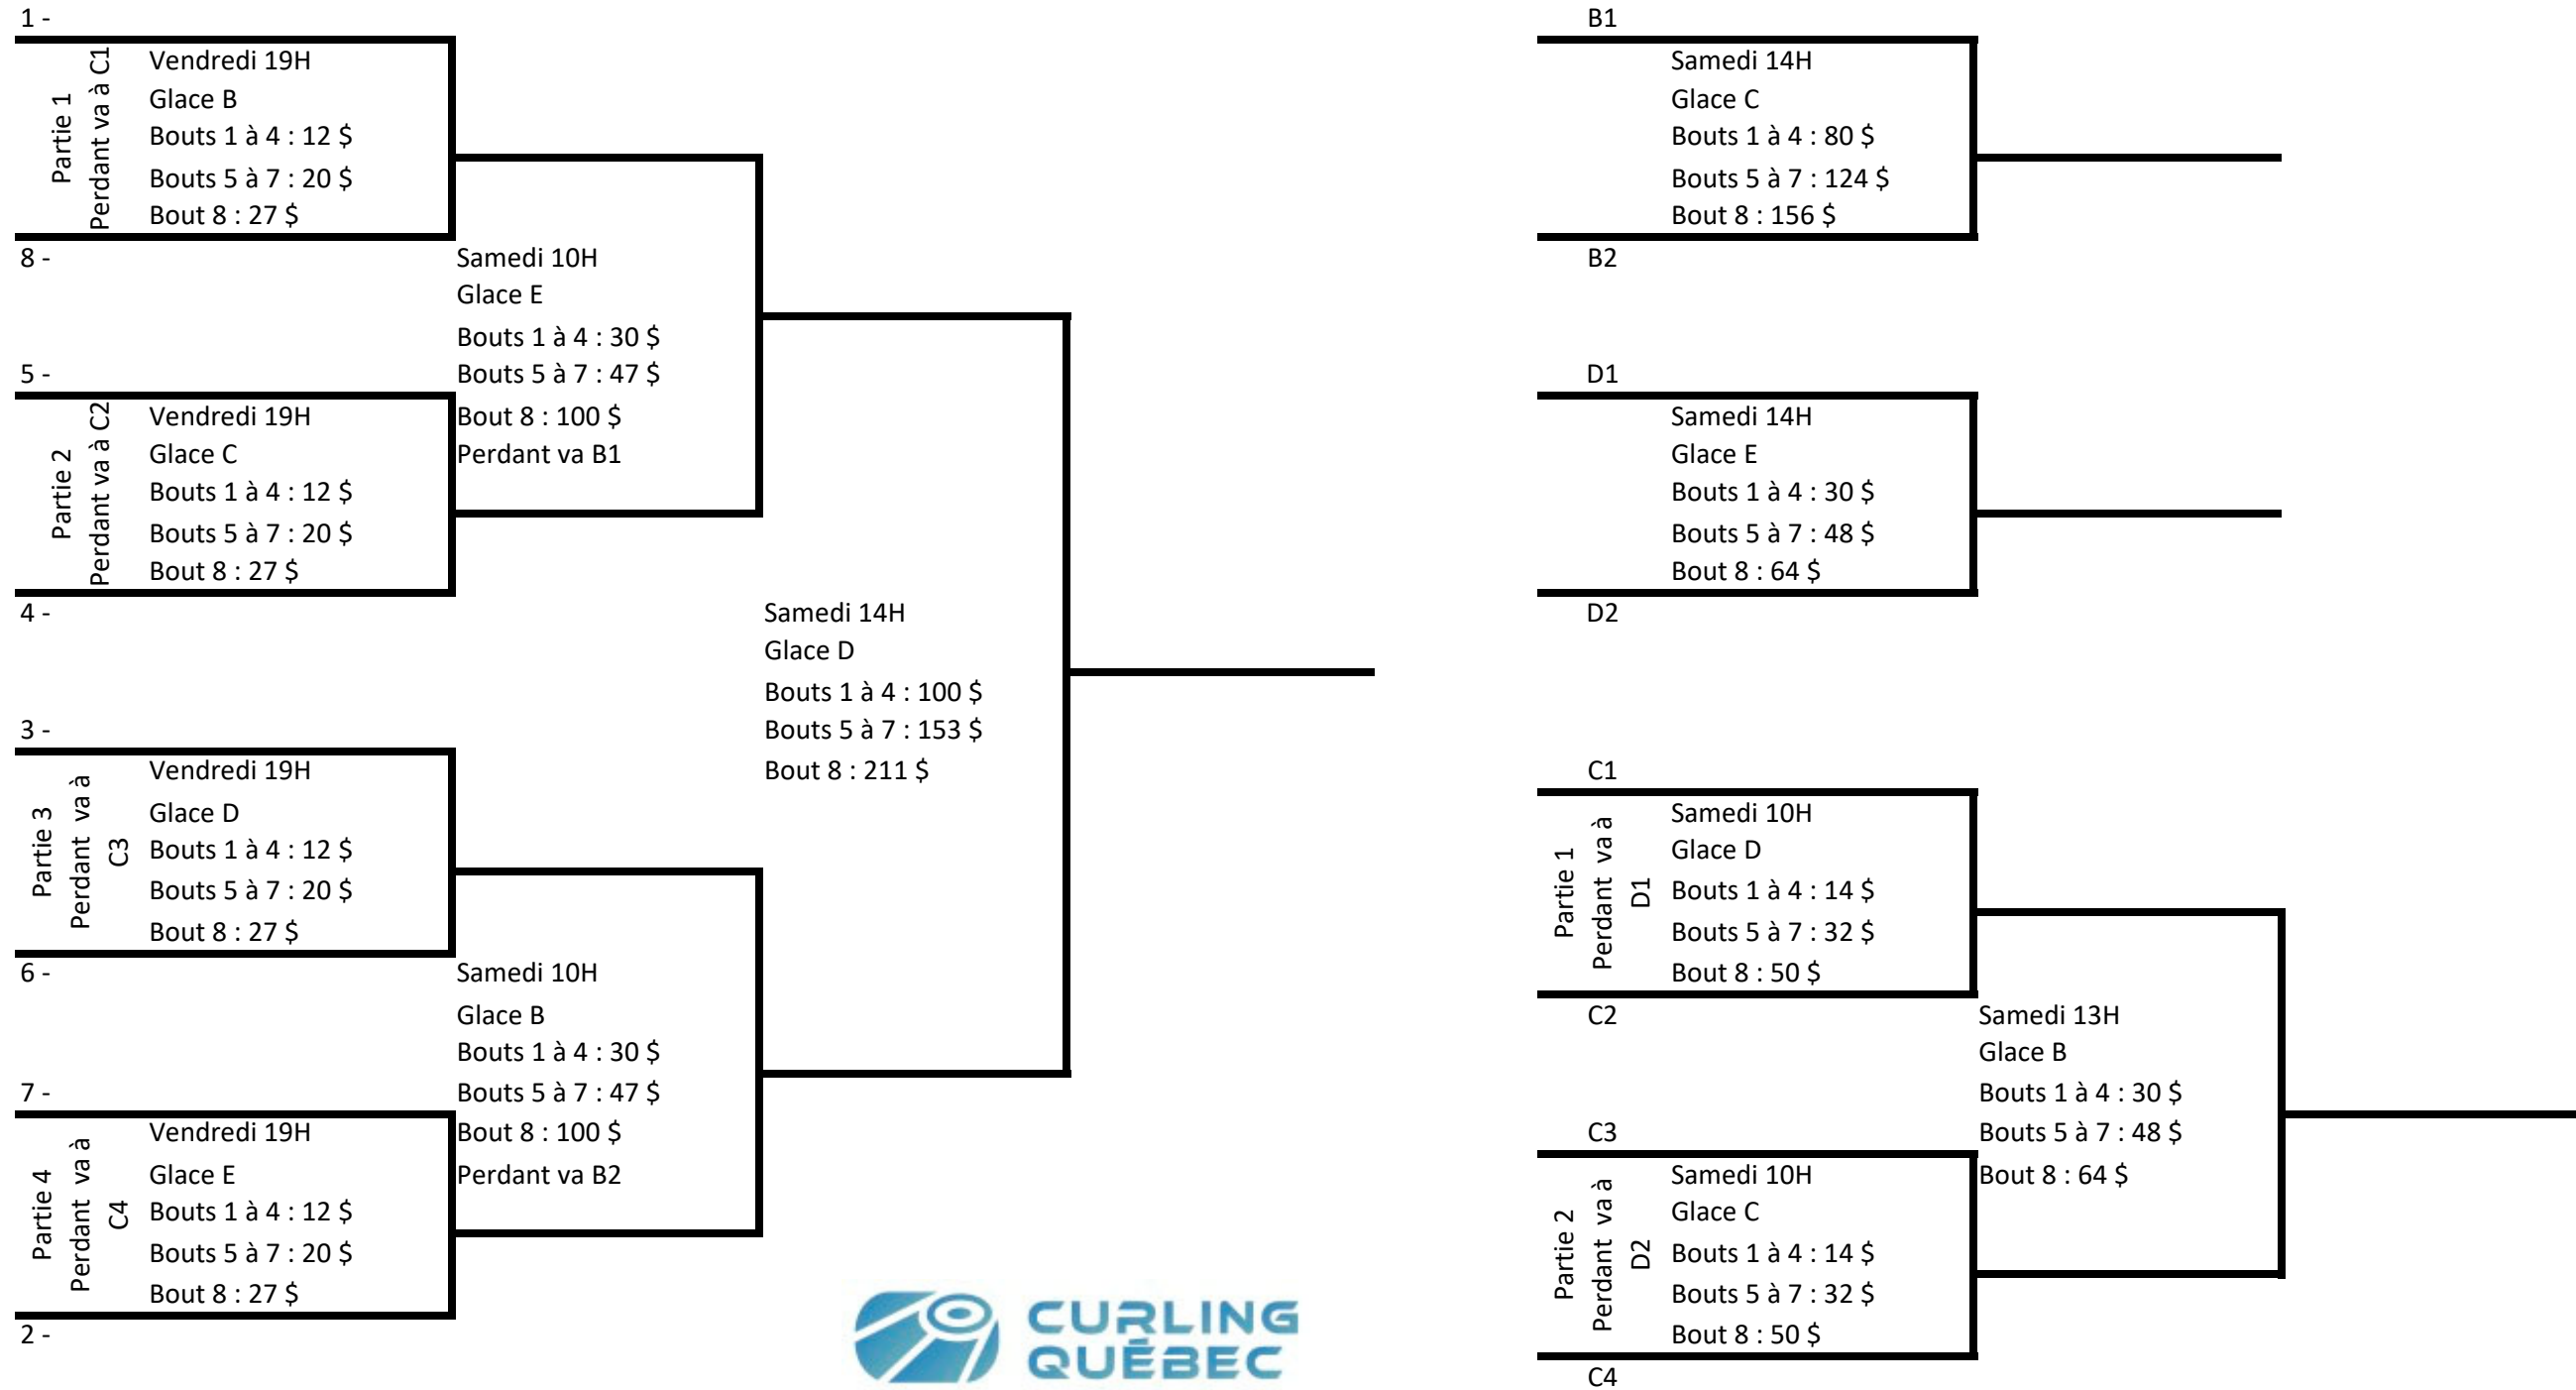 1 -
Partie 1
Perdant va à C1
Vendredi 19H
Glace B
Bouts 1 à 4 : 12 $
Bouts 5 à 7 : 20 $
Bout 8 : 27 $
8 -
Samedi 10H
Glace E
Bouts 1 à 4 : 30 $
Bouts 5 à 7 : 47 $
Bout 8 : 100 $
Perdant va B1
5 -
Partie 2
Perdant va à C2
Vendredi 19H
Glace C
Bouts 1 à 4 : 12 $
Bouts 5 à 7 : 20 $
Bout 8 : 27 $
4 -
Samedi 14H
Glace D
Bouts 1 à 4 : 100 $
Bouts 5 à 7 : 153 $
Bout 8 : 211 $
3 -
Partie 3
Perdant va à
C3
Vendredi 19H
Glace D
Bouts 1 à 4 : 12 $
Bouts 5 à 7 : 20 $
Bout 8 : 27 $
6 -
Samedi 10H
Glace B
Bouts 1 à 4 : 30 $
Bouts 5 à 7 : 47 $
Bout 8 : 100 $
Perdant va B2
7 -
Partie 4
Perdant va à
C4
Vendredi 19H
Glace E
Bouts 1 à 4 : 12 $
Bouts 5 à 7 : 20 $
Bout 8 : 27 $
2 -
CURLING
QUÉBEC
B1
Samedi 14H
Glace C
Bouts 1 à 4 : 80 $
Bouts 5 à 7 : 124 $
Bout 8 : 156 $
B2
D1
Samedi 14H
Glace E
Bouts 1 à 4 : 30 $
Bouts 5 à 7 : 48 $
Bout 8 : 64 $
D2
C1
Partie 1
Perdant va à
D1
Samedi 10H
Glace D
Bouts 1 à 4 : 14 $
Bouts 5 à 7 : 32 $
Bout 8 : 50 $
C2
Samedi 13H
Glace B
Bouts 1 à 4 : 30 $
Bouts 5 à 7 : 48 $
Bout 8 : 64 $
C3
Partie 2
Perdant va à
D2
Samedi 10H
Glace C
Bouts 1 à 4 : 14 $
Bouts 5 à 7 : 32 $
Bout 8 : 50 $
C4